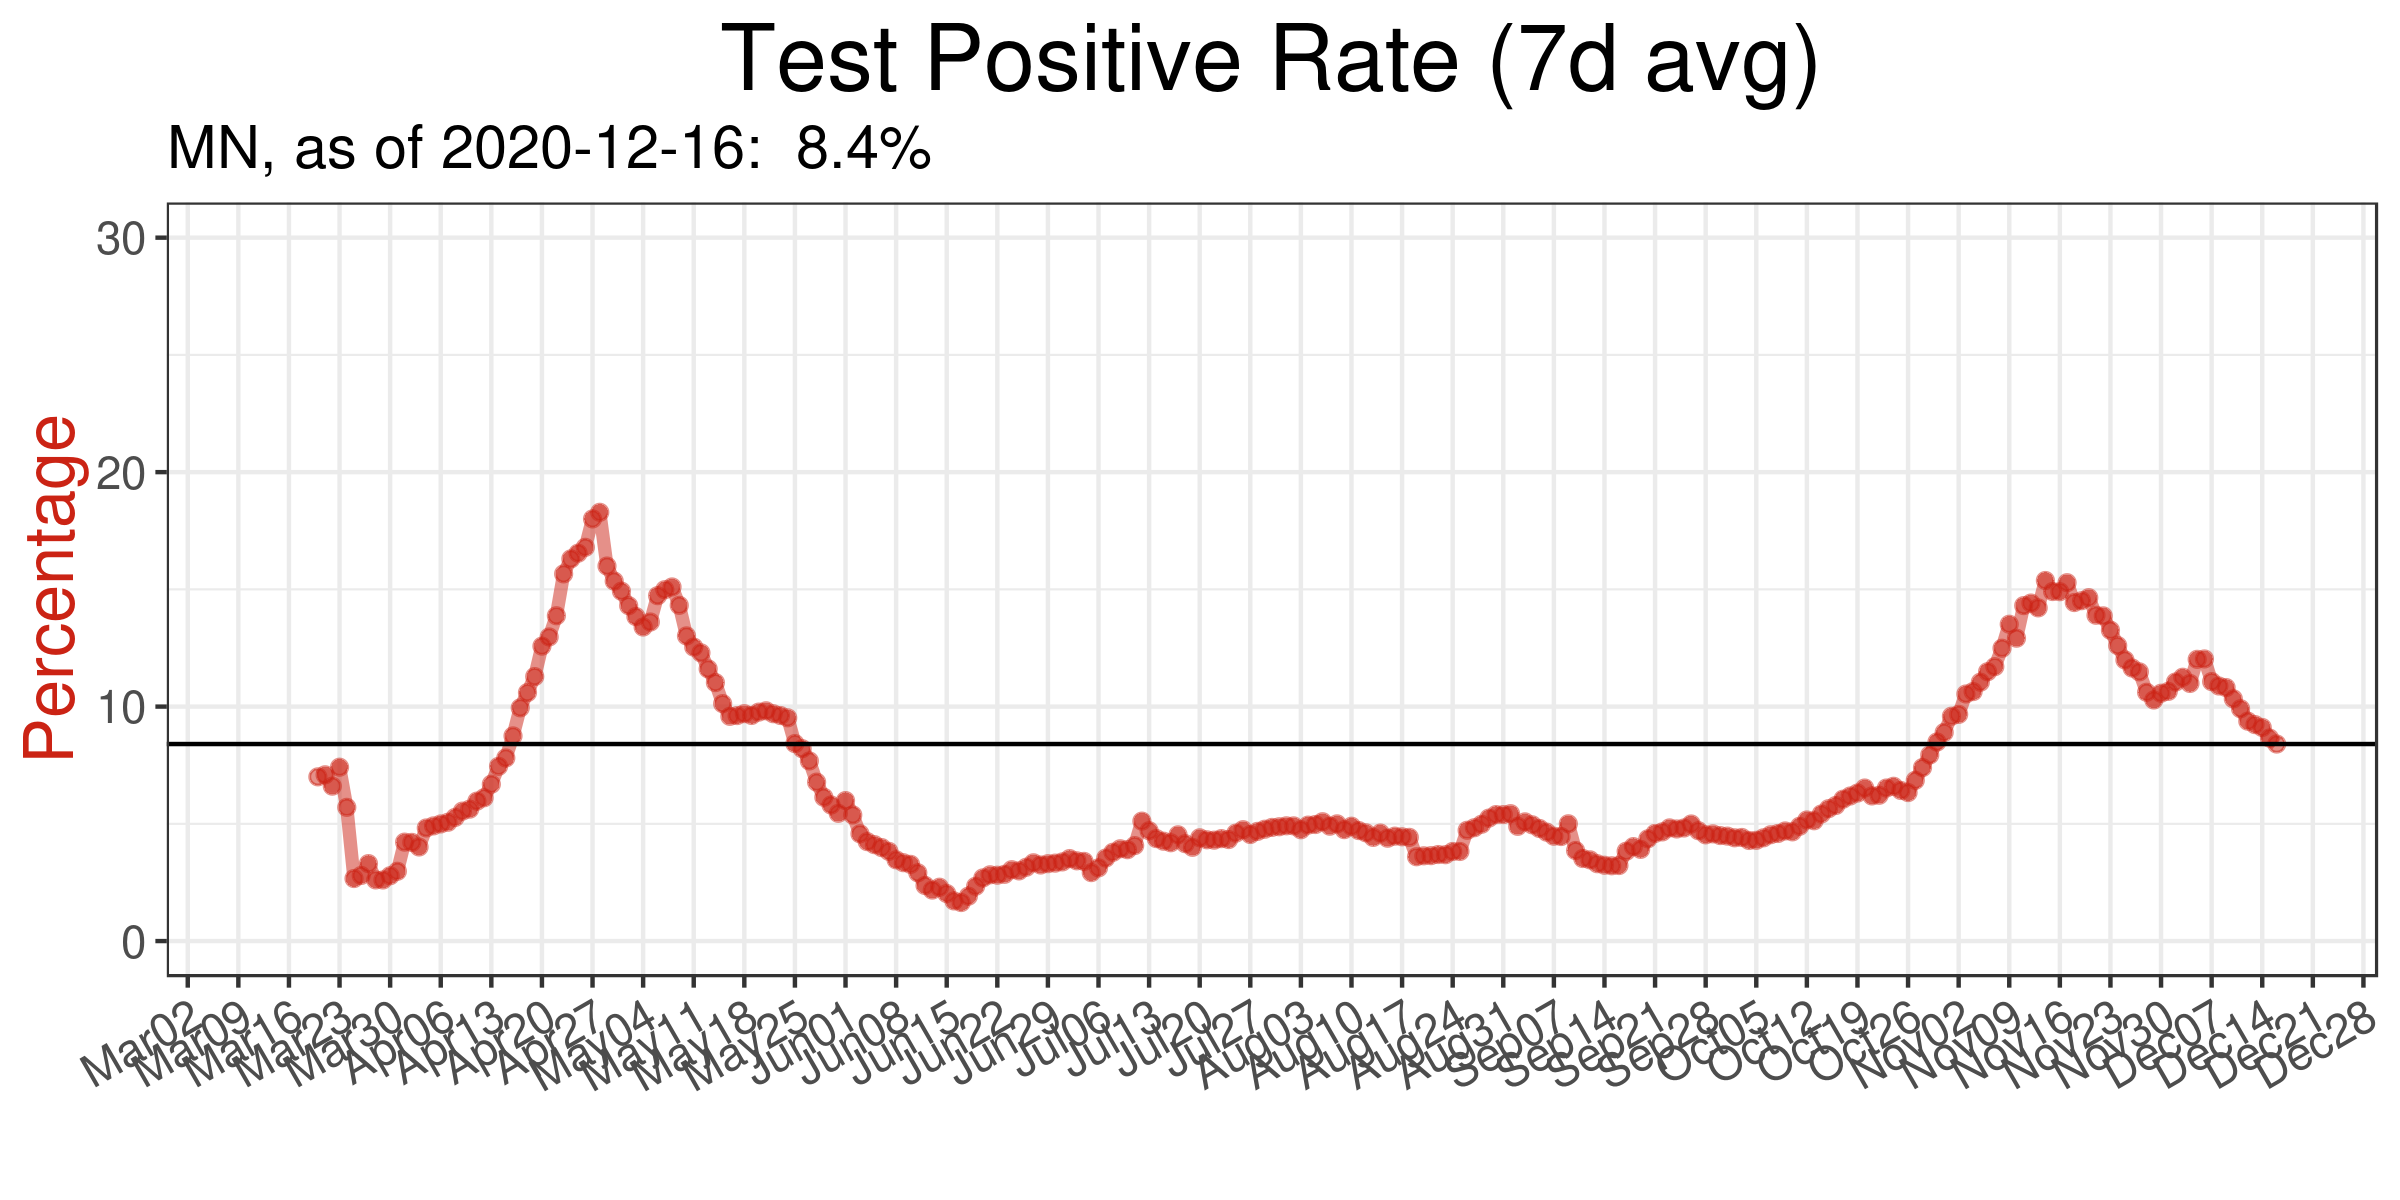 Test Positive Rate (7d avg)
MN, as of 2020-12-16:  8.4%
Percentage
30
20
10
0
Mar02
Mar09
Mar16
Mar23
Mar30
Apr06
Apr13
Apr20
Apr27
May04
May11
May18
May25
Jun01
Jun08
Jun15
Jun22
Jun29
Jul06
Jul13
Jul20
Jul27
Aug03
Aug10
Aug17
Aug24
Aug31
Sep07
Sep14
Sep21
Sep28
Oct05
Oct12
Oct19
Oct26
Nov02
Nov09
Nov16
Nov23
Nov30
Dec07
Dec14
Dec21
Dec28